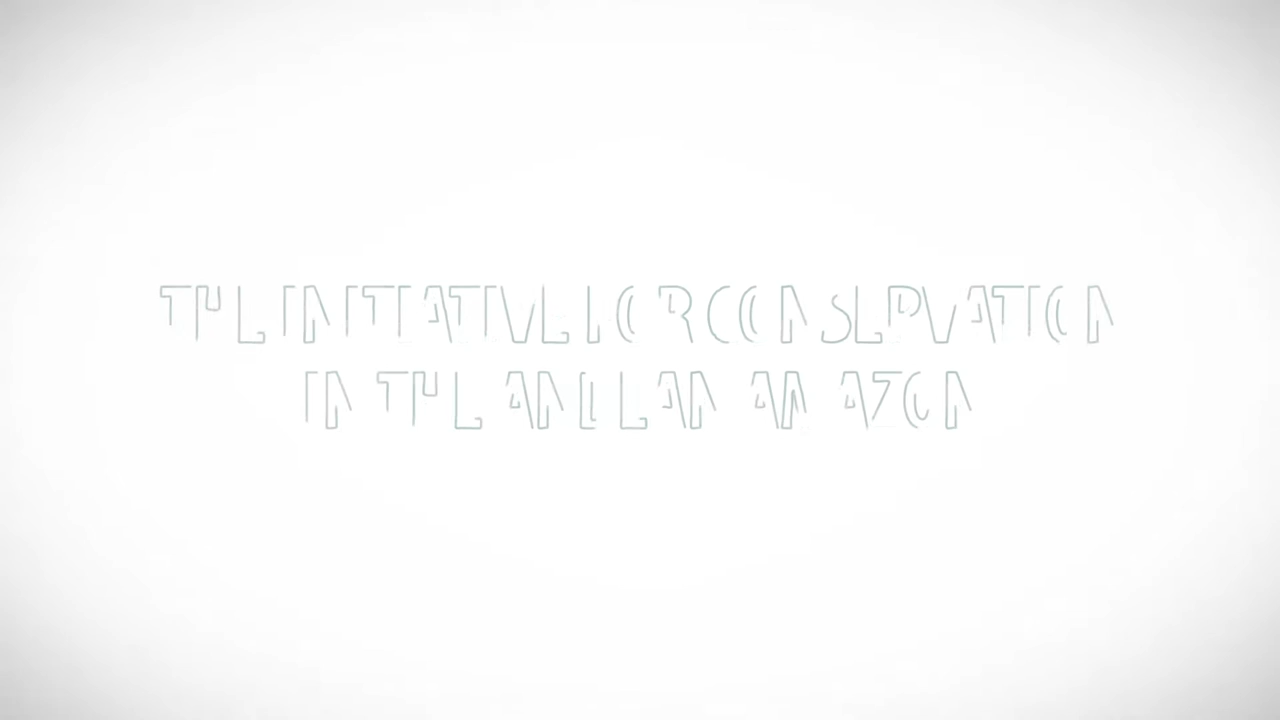 THE INITIATIVE FOR CONSERVATION
IN THE ANDEAN AMAZON